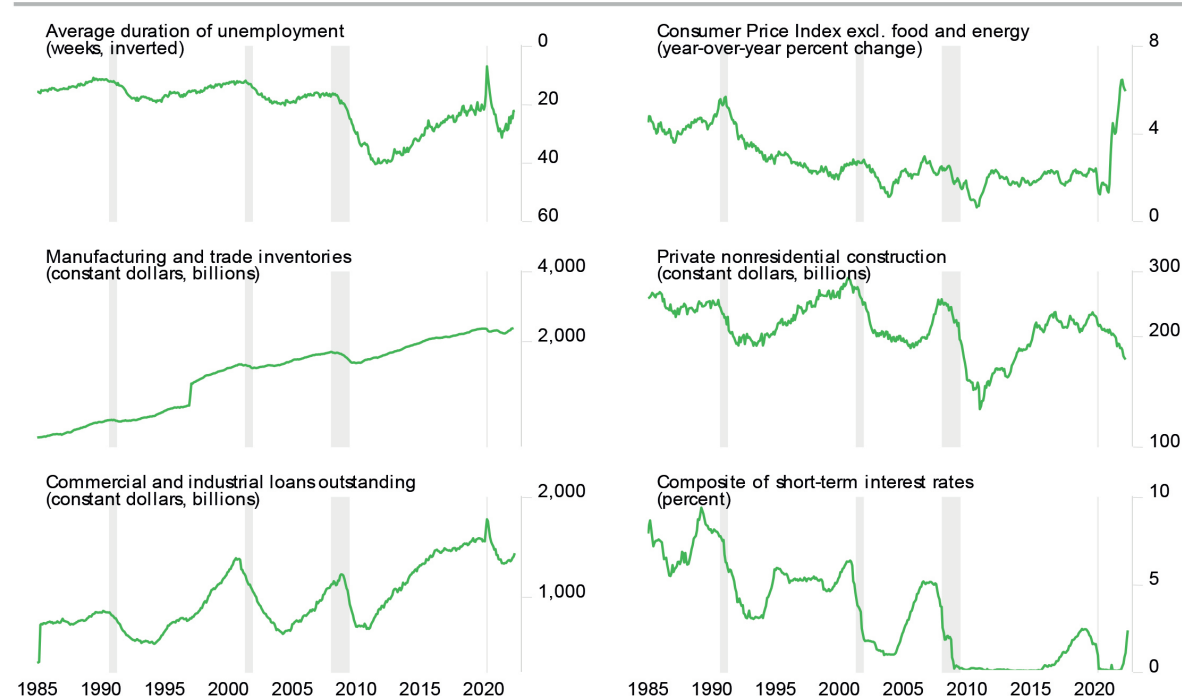 Average duration of unemployment
(weeks, inverted)
0
20
40
60
Consumer Price Index excl. food and energy
(year-over-year percent change)
8
4
0
Manufacturing and trade inventories
(constant dollars, billions)
4,000
2,000
Private nonresidential construction
(constant dollars, billions)
300
200
100
Commercial and industrial loans outstanding
(constant dollars, billions)
2,000
1,000
1985 1990 1995 2000 2005 2010 2015 2020
Composite of short-term interest rates
(percent)
10
5
0
1985 1990 1995 2000 2005 2010 2015 2020